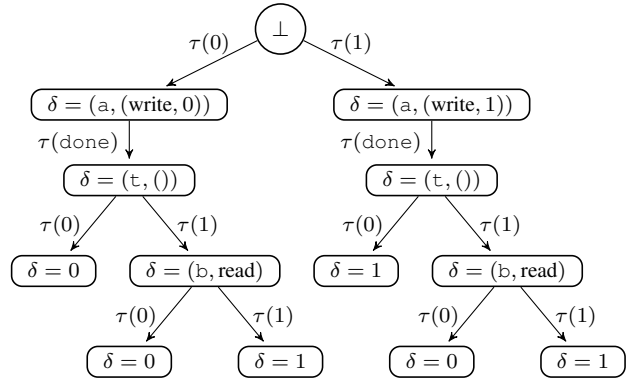 ⊥
τ(0) τ(1)
δ = (a, (write, 0)) δ = (a, (write, 1))
τ(done) τ(done)
δ = (t, ()) δ = (t, ())
τ(0) τ(1) τ(0) τ(1)
δ = 0 δ = (b, read) δ = 1 δ = (b, read)
τ(0) τ(1) τ(0) τ(1)
δ = 0 δ = 1 δ = 0 δ = 1